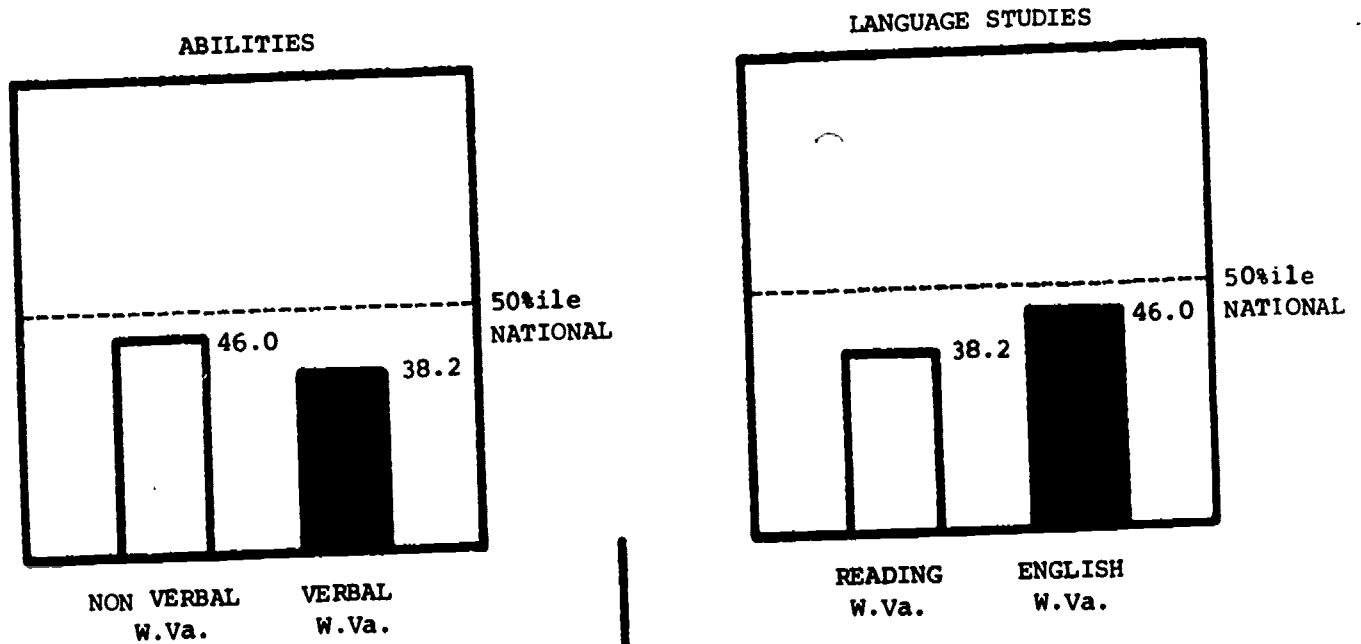 ABILITIES
50%ile
NATIONAL
46.0
38.2
NON VERBAL
W.Va.
VERBAL
W.Va.
LANGUAGE STUDIES
50%ile
NATIONAL
38.2
46.0
READING
W.Va.
ENGLISH
W.Va.